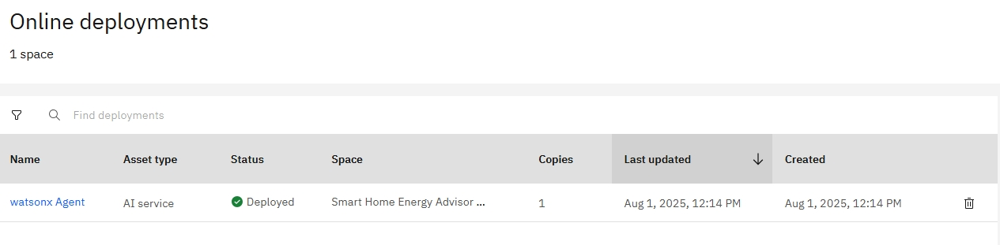 Online deployments
1 space
Find deployments
Name Asset type Status Space Copies Last updated Created
watsonx Agent AI service Deployed Smart Home Energy Advisor ... 1 Aug 1, 2025, 12:14 PM Aug 1, 2025, 12:14 PM